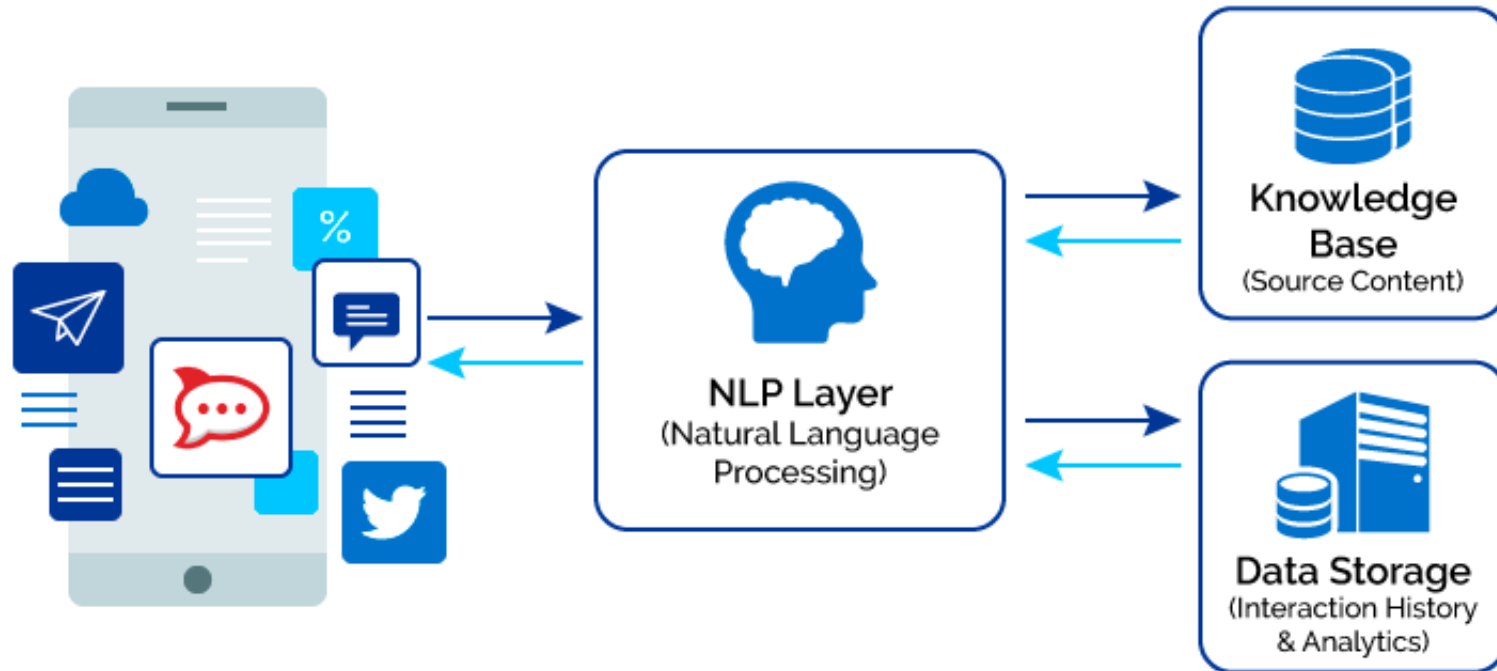 %
NLP Layer
(Natural Language
Processing)
Knowledge
Base
(Source Content)
Data Storage
(Interaction History
& Analytics)